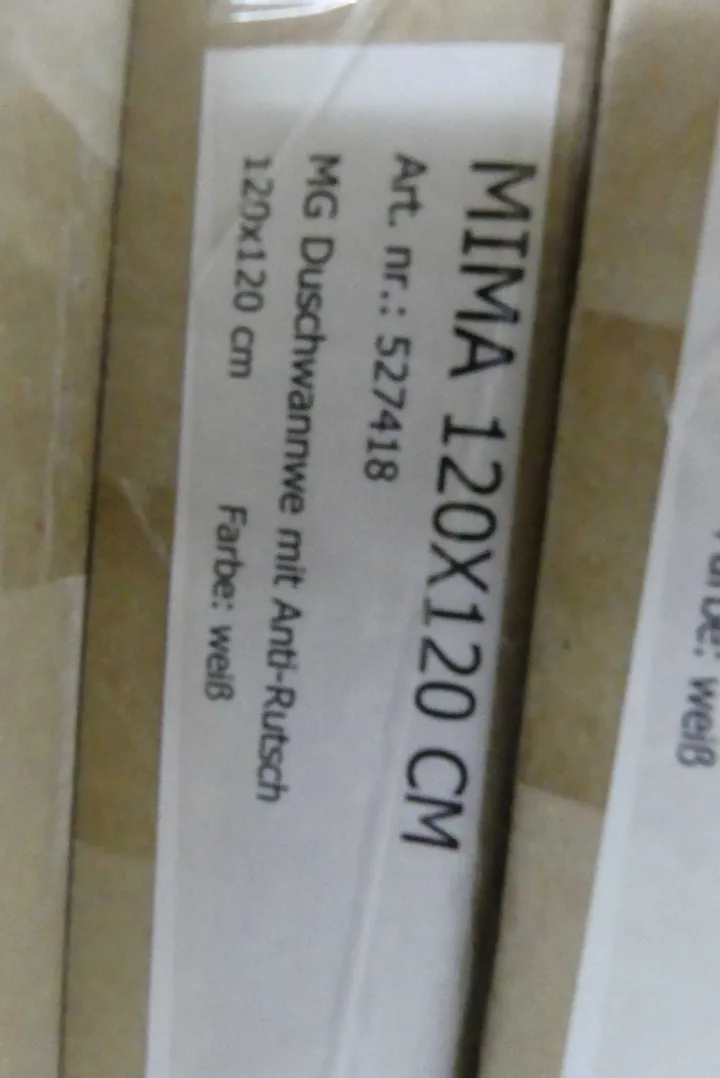 MIMA 120X120 CM
Art. nr.: 527418
MG Duschwannwe mit Anti-Rutsch
120x120 cm Farbe: weiß
weiß